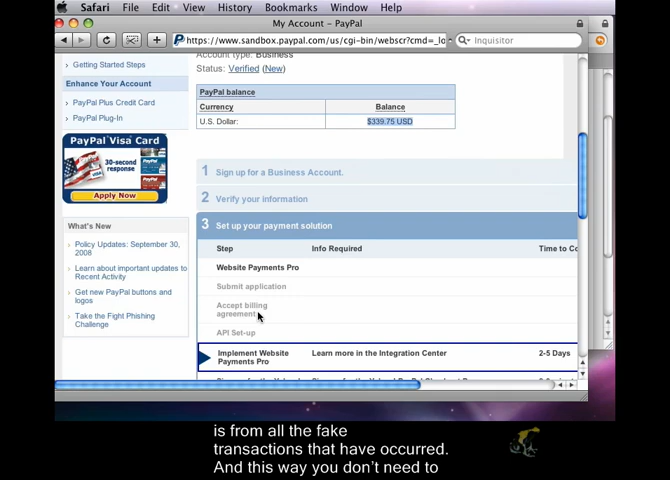 Safari File Edit View History Bookmarks Window Help
My Account – PayPal
https://www.sandbox.paypal.com/us/cgi-bin/webscr?cmd=_lo
Inquisitor
Getting Started Steps
Enhance Your Account
PayPal Plus Credit Card
PayPal Plug-In
PayPal Visa Card
30-second
response
Apply Now
What's New
Policy Updates: September 30,
2008
Learn about important updates to
Recent Activity
Get new PayPal buttons and
logos
Take the Fight Phishing
Challenge
Account type: Business
Status: Verified (New)
PayPal balance
Currency Balance
U.S. Dollar: $339.75 USD
1 Sign up for a Business Account.
2 Verify your information
3 Set up your payment solution
Step Info Required Time to Co
Website Payments Pro
Submit application
Accept billing
agreement
API Set-up
Implement Website Learn more in the Integration Center 2-5 Days
Payments Pro
is from all the fake
transactions that have occurred.
And this way you don't need to